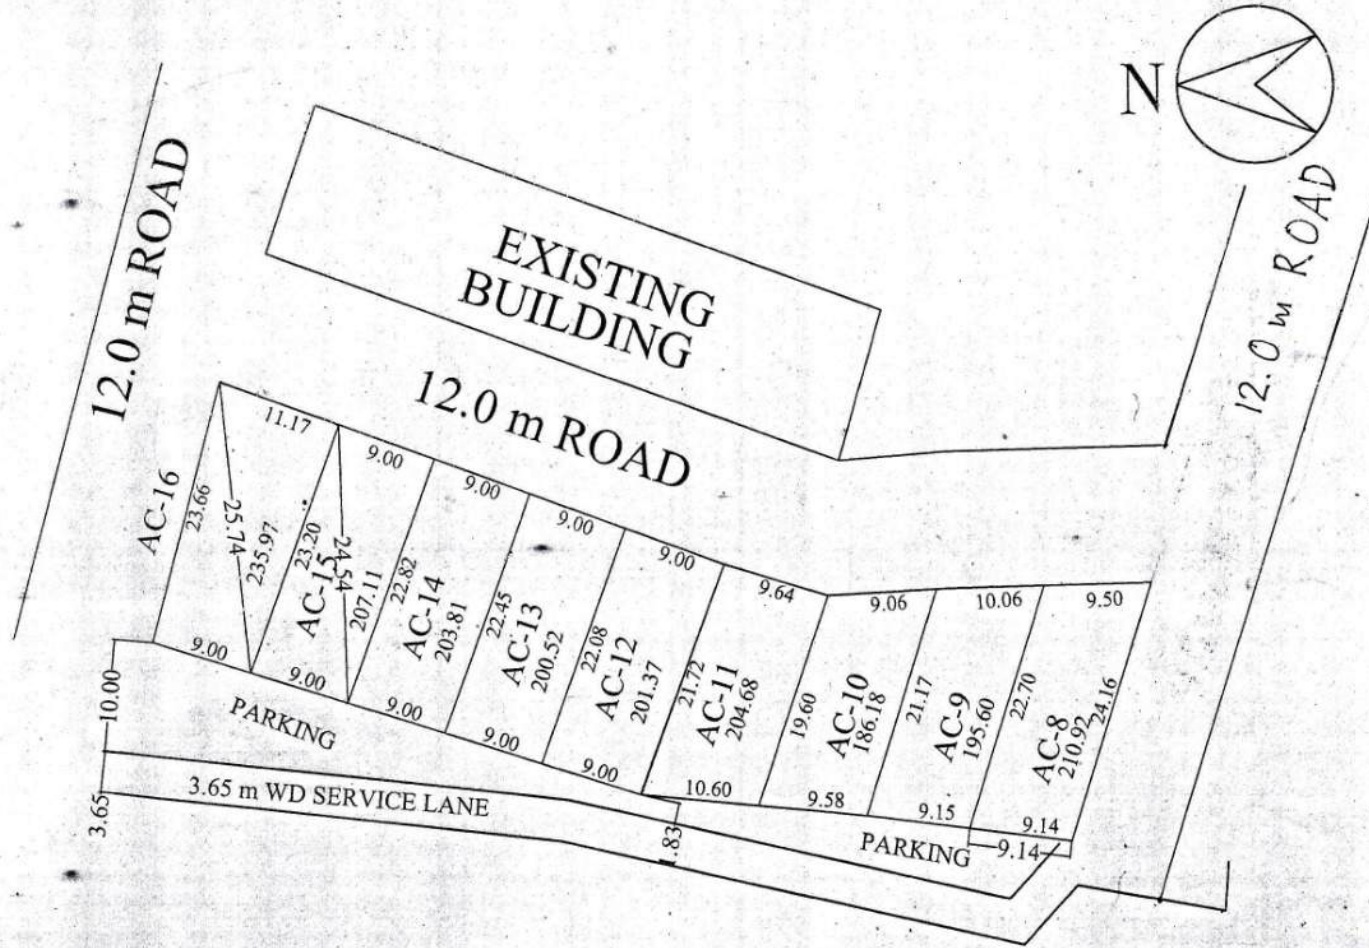 N
12.0 m ROAD
12.0 m ROAD
EXISTING
BUILDING
12.0 m ROAD
11.17
9.00
9.00
9.00
9.00
9.64
9.06
10.06
9.50
AC-16
23.66
25.74
235.97
23.20
AC-15
24.54
207.11
22.82
AC-14
203.81
22.45
AC-13
200.52
22.08
AC-12
201.37
21.72
AC-11
204.68
19.60
AC-10
186.18
21.17
AC-9
195.60
22.70
AC-8
210.92
24.16
9.00
9.00
9.00
9.00
9.00
10.60
9.58
9.15
9.14
9.14
10.00
PARKING
PARKING
3.65
3.65 m WD SERVICE LANE
1.83